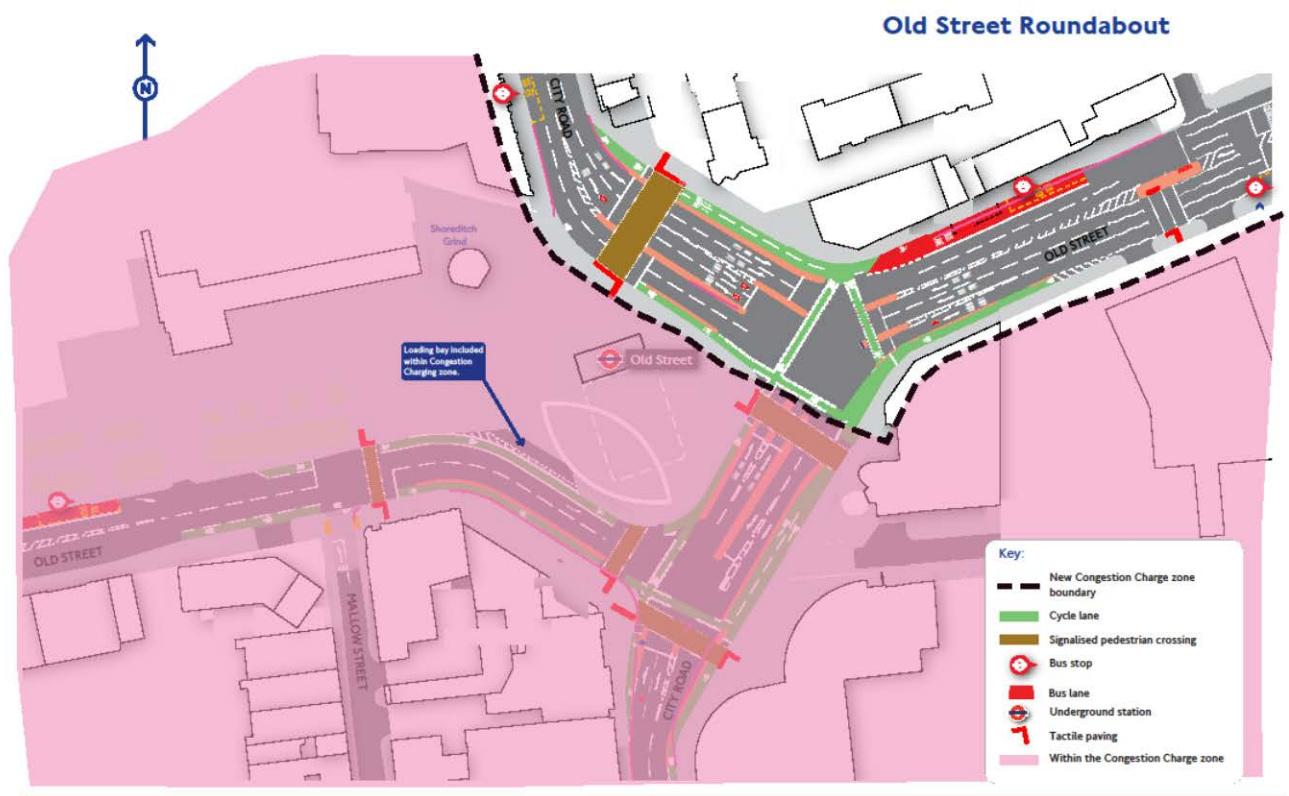 Old Street Roundabout
N
CITY ROAD
Shoreditch
Grind
OLD STREET
Loading bay included
within Congestion
Charging zone.
Old Street
OLD STREET
MALLOW STREET
CITY ROAD
Key:
New Congestion Charge zone
boundary
Cycle lane
Signalised pedestrian crossing
Bus stop
Bus lane
Underground station
Tactile paving
Within the Congestion Charge zone